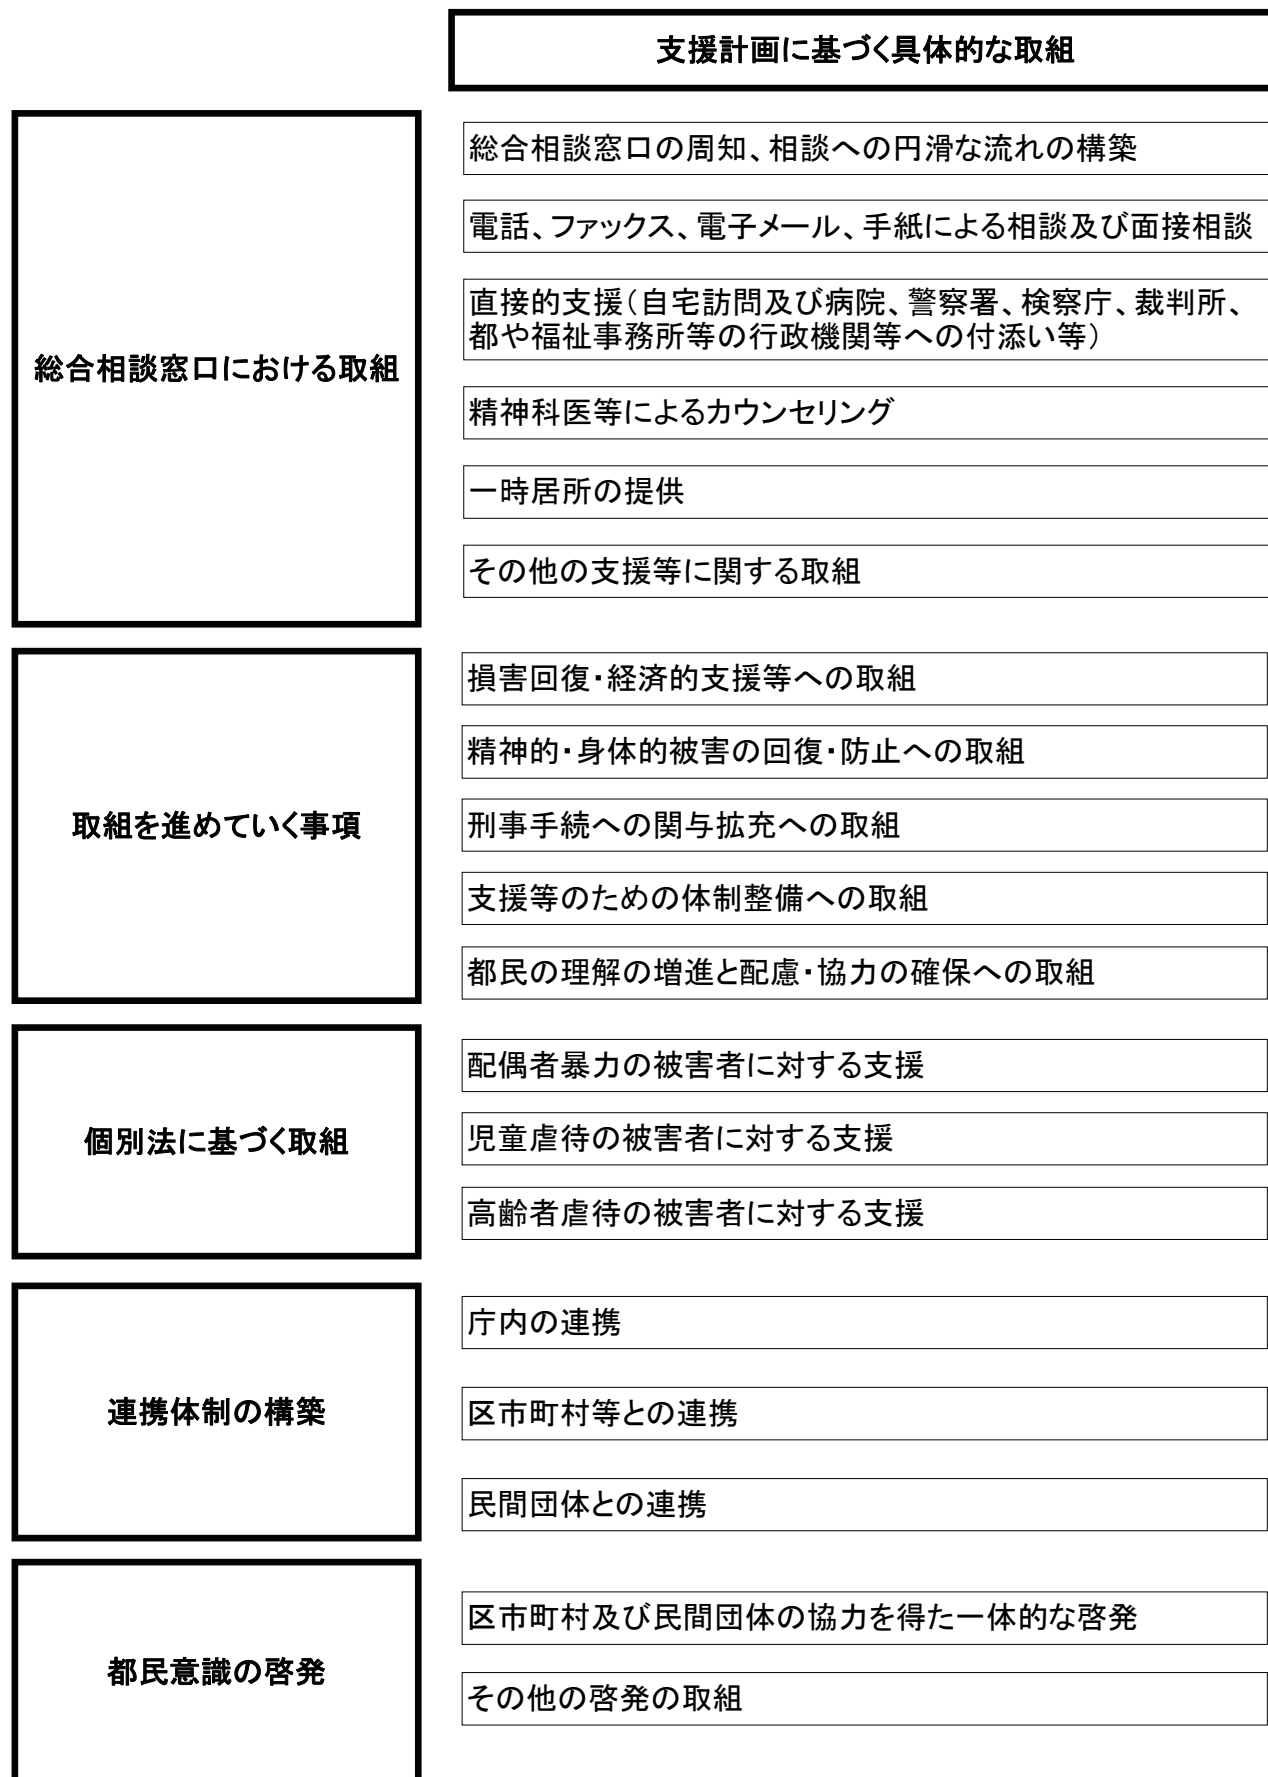 支援計画に基づく具体的な取組
総合相談窓口における取組
総合相談窓口の周知、相談への円滑な流れの構築
電話、ファックス、電子メール、手紙による相談及び面接相談
直接的支援（自宅訪問及び病院、警察署、検察庁、裁判所、
都や福祉事務所等の行政機関等への付添い等）
精神科医等によるカウンセリング
一時居所の提供
その他の支援等に関する取組
取組を進めていく事項
損害回復・経済的支援等への取組
精神的・身体的被害の回復・防止への取組
刑事手続への関与拡充への取組
支援等のための体制整備への取組
都民の理解の増進と配慮・協力の確保への取組
個別法に基づく取組
配偶者暴力の被害者に対する支援
児童虐待の被害者に対する支援
高齢者虐待の被害者に対する支援
連携体制の構築
庁内の連携
区市町村等との連携
民間団体との連携
都民意識の啓発
区市町村及び民間団体の協力を得た一体的な啓発
その他の啓発の取組